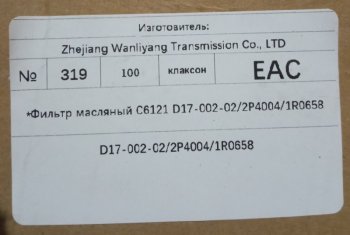 Изготовитель:
Zhejiang Wanliyang Transmission Co., LTD
№ 319 100 клаксон EAC
*Фильтр масляный C6121 D17-002-02/2P4004/1R0658
D17-002-02/2P4004/1R0658